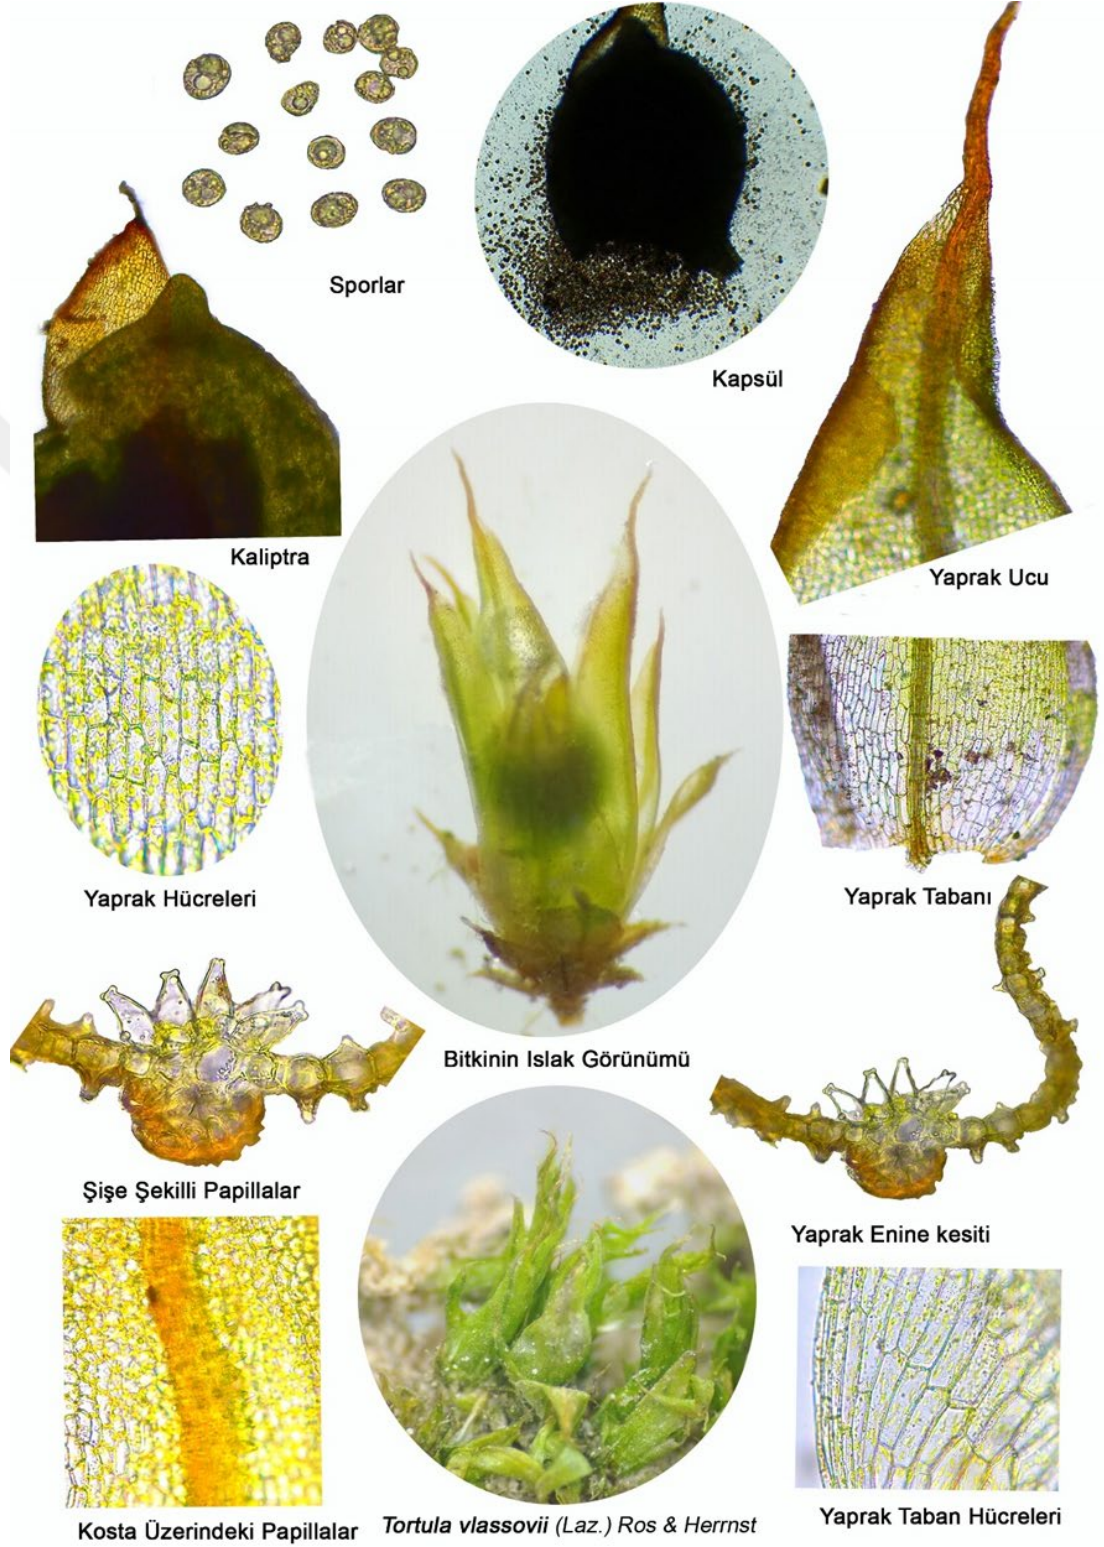 Sporlar
Kapsül
Kaliptra
Yaprak Ucu
Yaprak Hücreleri
Yaprak Tabanı
Bitkinin Islak Görünümü
Şişe Şekilli Papillalar
Yaprak Enine kesiti
Kosta Üzerindeki Papillalar
Tortula vlassovii (Laz.) Ros & Herrnst
Yaprak Taban Hücreleri